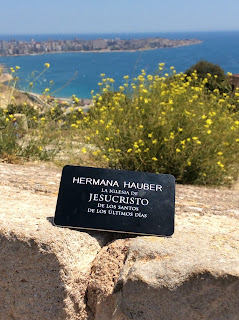 HERMANA HAUBER
LA IGLESIA DE
JESUCRISTO
DE LOS SANTOS
DE LOS ÚLTIMOS DÍAS